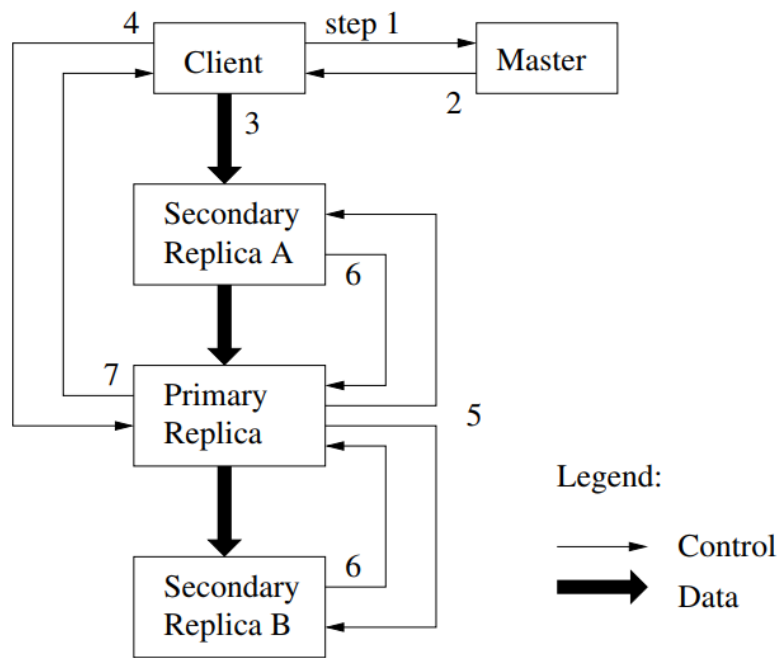 4
step 1
Client
Master
2
3
Secondary
Replica A
6
7
Primary
Replica
5
Legend:
Control
6
Secondary
Replica B
Data